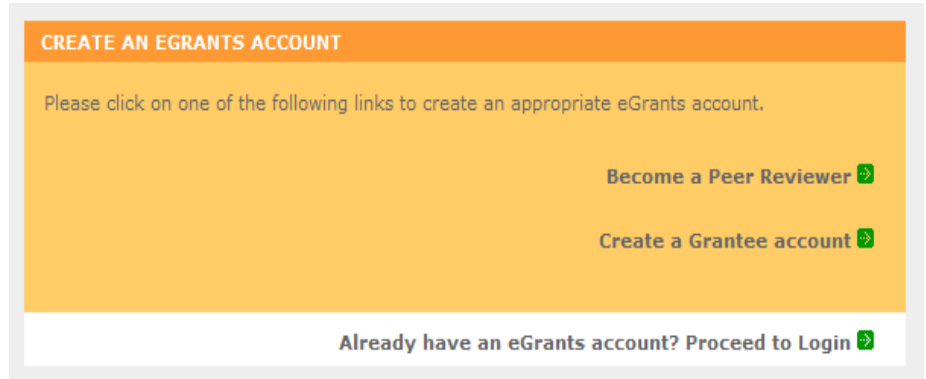 CREATE AN EGRANTS ACCOUNT
Please click on one of the following links to create an appropriate eGrants account.
Become a Peer Reviewer
Create a Grantee account
Already have an eGrants account? Proceed to Login